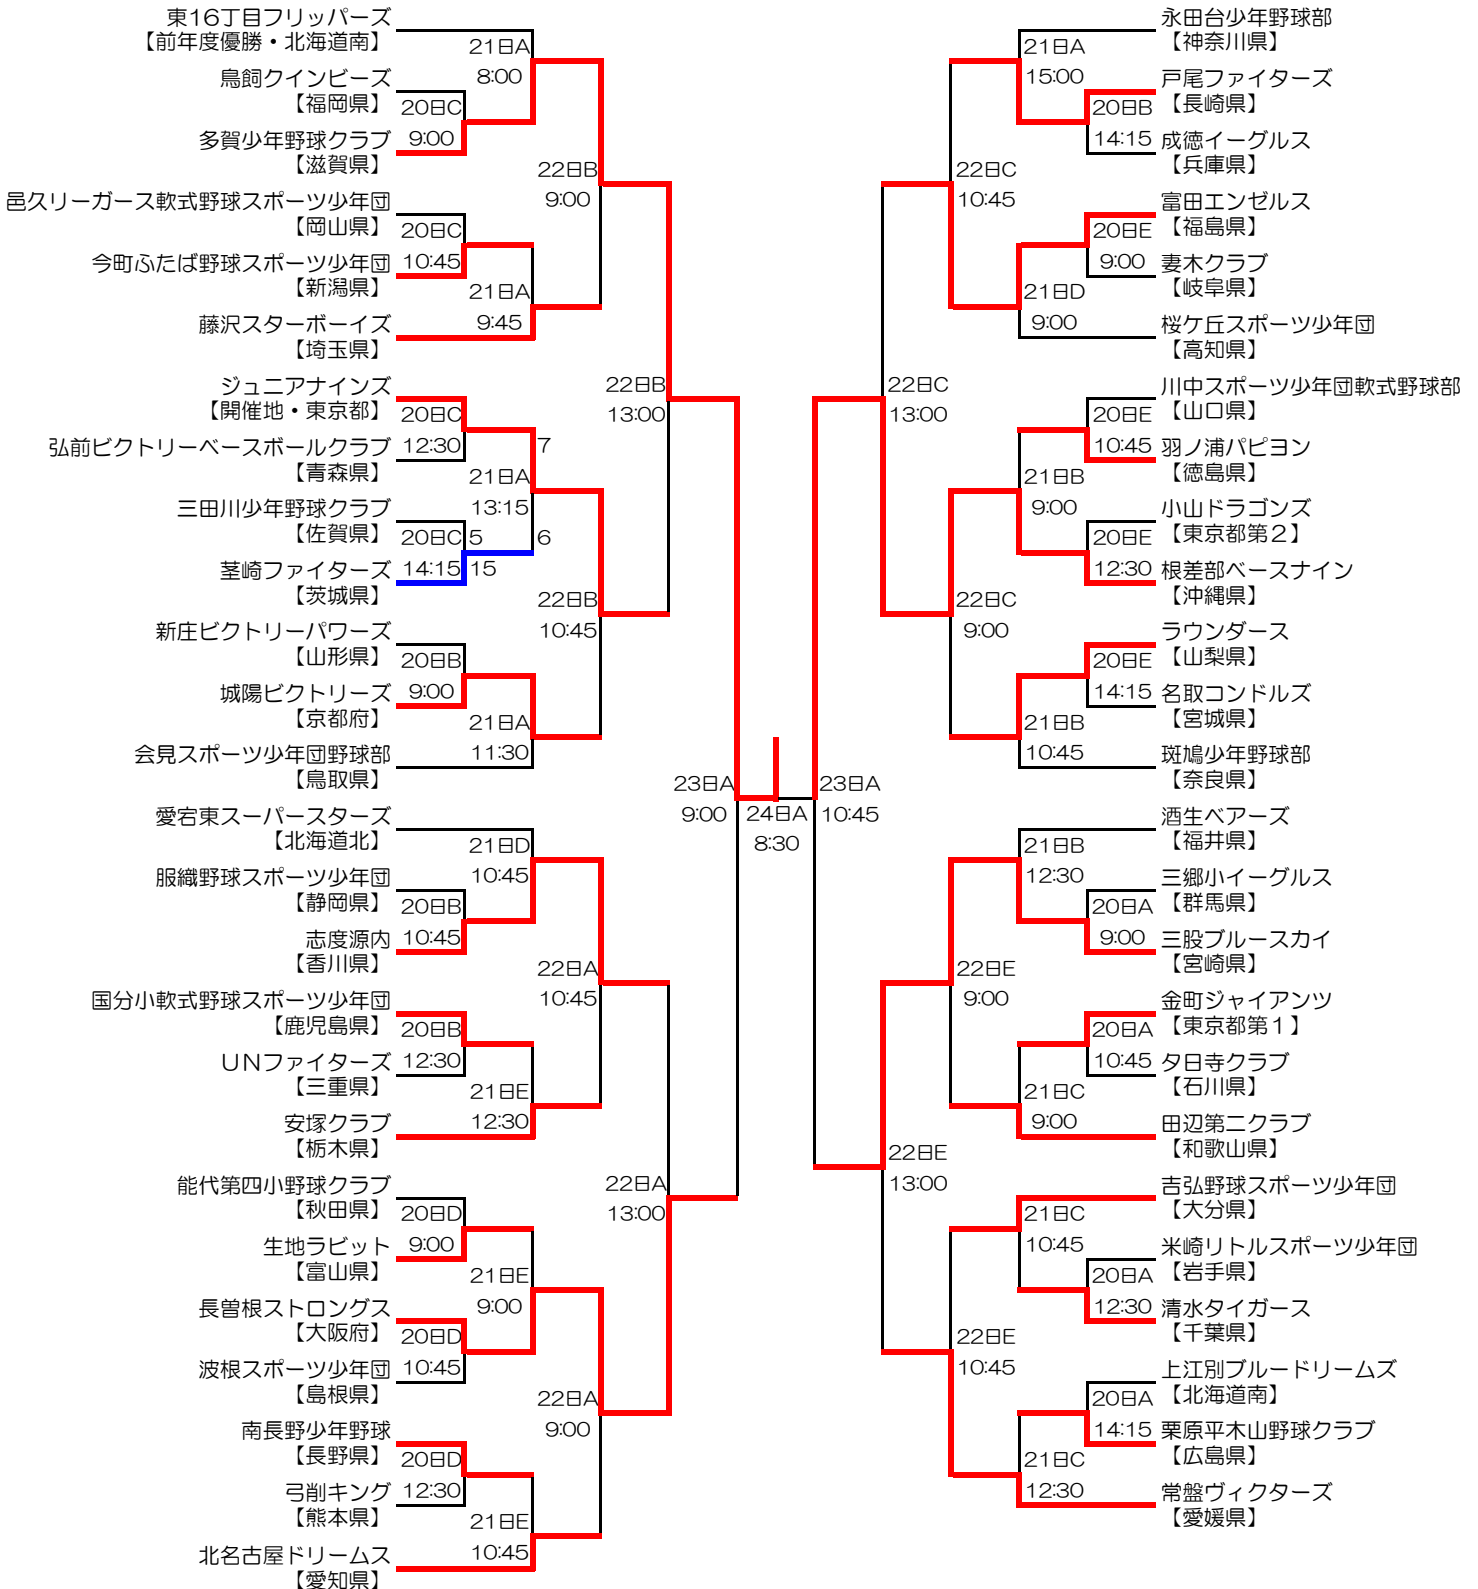 東16丁目フリッパーズ
【前年度優勝・北海道南】
21日A
8:00
鳥飼クインビーズ
【福岡県】
20日C
9:00
多賀少年野球クラブ
【滋賀県】
22日B
9:00
邑久リーガース軟式野球スポーツ少年団
【岡山県】
20日C
10:45
今町ふたば野球スポーツ少年団
【新潟県】
21日A
9:45
藤沢スターボーイズ
【埼玉県】
22日B
13:00
ジュニアナインズ
【開催地・東京都】
20日C
12:30
7
弘前ビクトリーベースボールクラブ
【青森県】
21日A
13:15
三田川少年野球クラブ
【佐賀県】
20日C
5
6
14:15
15
茎崎ファイターズ
【茨城県】
22日B
10:45
新庄ビクトリーパワーズ
【山形県】
20日B
9:00
城陽ビクトリーズ
【京都府】
21日A
11:30
会見スポーツ少年団野球部
【鳥取県】
23日A
9:00
愛宕東スーパースターズ
【北海道北】
21日D
10:45
服織野球スポーツ少年団
【静岡県】
20日B
10:45
志度源内
【香川県】
22日A
10:45
国分小軟式野球スポーツ少年団
【鹿児島県】
20日B
12:30
UNファイターズ
【三重県】
21日E
12:30
安塚クラブ
【栃木県】
22日A
13:00
能代第四小野球クラブ
【秋田県】
20日D
9:00
生地ラビット
【富山県】
21日E
9:00
長曽根ストロングス
【大阪府】
20日D
10:45
波根スポーツ少年団
【島根県】
22日A
9:00
南長野少年野球
【長野県】
20日D
12:30
弓削キング
【熊本県】
21日E
10:45
北名古屋ドリームス
【愛知県】
24日A
8:30
永田台少年野球部
【神奈川県】
21日A
15:00
戸尾ファイターズ
【長崎県】
20日B
14:15
成徳イーグルス
【兵庫県】
22日C
10:45
富田エンゼルス
【福島県】
20日E
9:00
妻木クラブ
【岐阜県】
21日D
9:00
桜ケ丘スポーツ少年団
【高知県】
22日C
13:00
川中スポーツ少年団軟式野球部
【山口県】
20日E
10:45
羽ノ浦パピヨン
【徳島県】
21日B
9:00
小山ドラゴンズ
【東京都第2】
20日E
12:30
根差部ベースナイン
【沖縄県】
22日C
9:00
ラウンダース
【山梨県】
20日E
14:15
名取コンドルズ
【宮城県】
21日B
10:45
斑鳩少年野球部
【奈良県】
23日A
10:45
酒生ベアーズ
【福井県】
21日B
12:30
三郷小イーグルス
【群馬県】
20日A
9:00
三股ブルースカイ
【宮崎県】
22日E
9:00
金町ジャイアンツ
【東京都第1】
20日A
10:45
夕日寺クラブ
【石川県】
21日C
9:00
田辺第二クラブ
【和歌山県】
22日E
13:00
吉弘野球スポーツ少年団
【大分県】
21日C
10:45
米崎リトルスポーツ少年団
【岩手県】
20日A
12:30
清水タイガース
【千葉県】
22日E
10:45
上江別ブルードリームズ
【北海道南】
20日A
14:15
栗原平木山野球クラブ
【広島県】
21日C
12:30
常盤ヴィクターズ
【愛媛県】